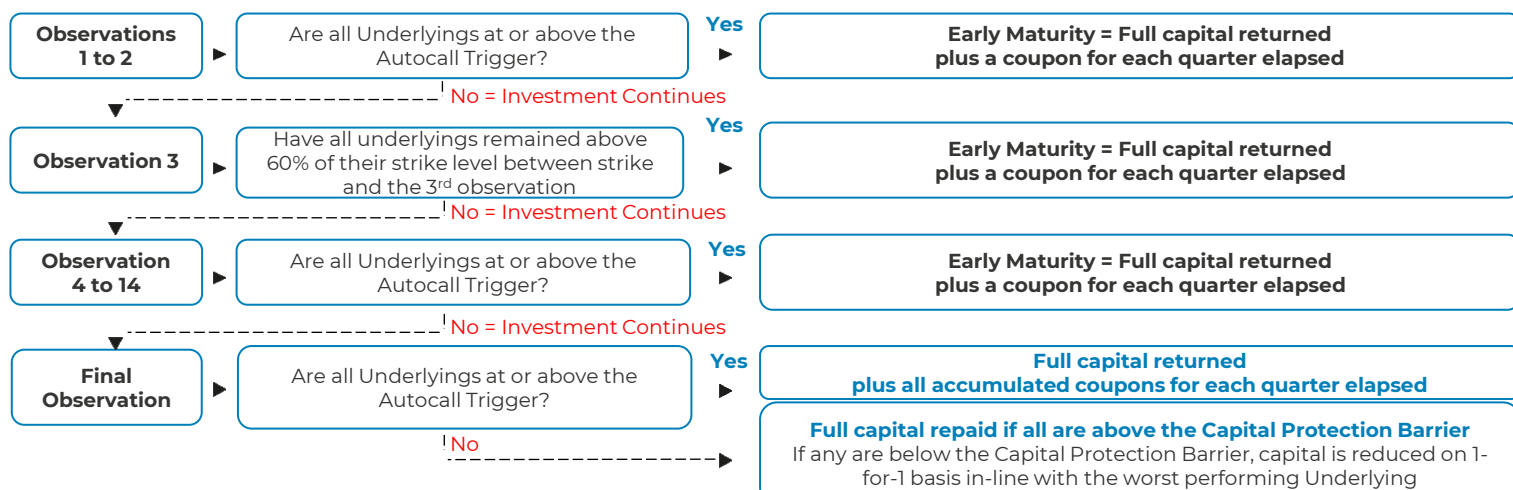 Observations
1 to 2
Are all Underlyings at or above the
Autocall Trigger?
Yes
Early Maturity = Full capital returned
plus a coupon for each quarter elapsed
No = Investment Continues
Observation 3
Have all underlyings remained above
60% of their strike level between strike
and the 3rd observation
Yes
Early Maturity = Full capital returned
plus a coupon for each quarter elapsed
No = Investment Continues
Observation
4 to 14
Are all Underlyings at or above the
Autocall Trigger?
Yes
Early Maturity = Full capital returned
plus a coupon for each quarter elapsed
No = Investment Continues
Final
Observation
Are all Underlyings at or above the
Autocall Trigger?
Yes
Full capital returned
plus all accumulated coupons for each quarter elapsed
No
Full capital repaid if all are above the Capital Protection Barrier
If any are below the Capital Protection Barrier, capital is reduced on 1-
for-1 basis in-line with the worst performing Underlying